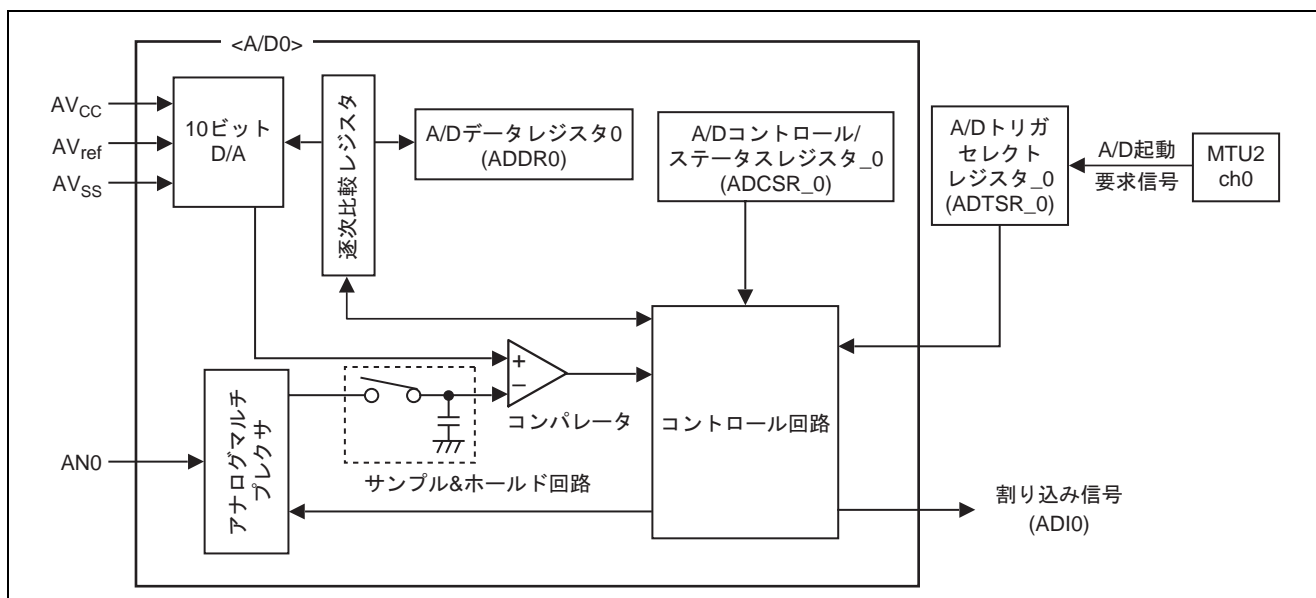 <A/D0>
AVCC
AVref
AVSS
10ビット
D/A
逐次比較レジスタ
A/Dデータレジスタ0
(ADDR0)
A/Dコントロール/
ステータスレジスタ_0
(ADCSR_0)
A/Dトリガ
セレクト
レジスタ_0
(ADTSR_0)
A/D起動
要求信号
MTU2
ch0
+
−
コンパレータ
コントロール回路
AN0
アナログマルチ
プレクサ
サンプル&ホールド回路
割り込み信号
(ADI0)